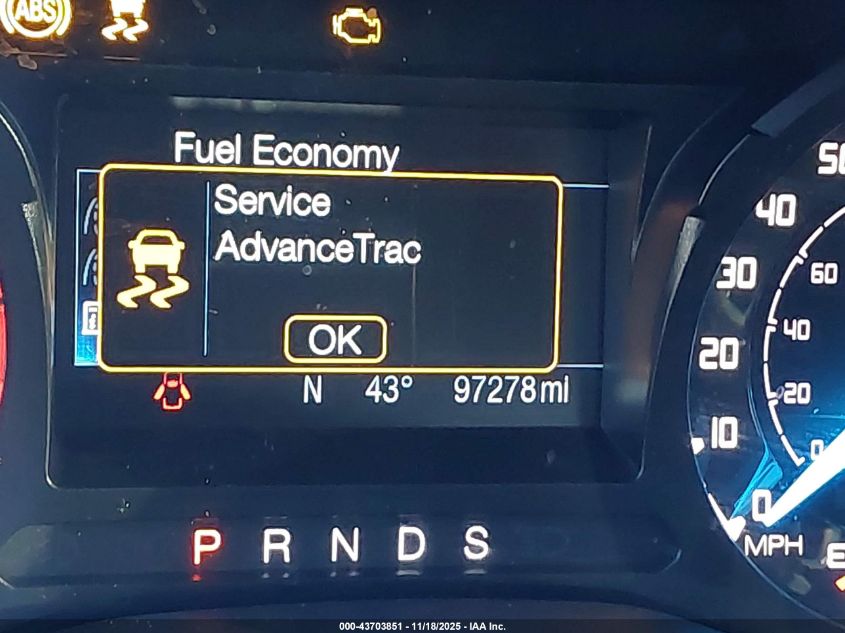 ABS
Fuel Economy
Service
AdvanceTrac
OK
N 43° 97278mi
P R N D S
50
40
30
20
10
0
MPH
60
40
20
0
E
000-43703851 - 11/18/2025 - IAA Inc.